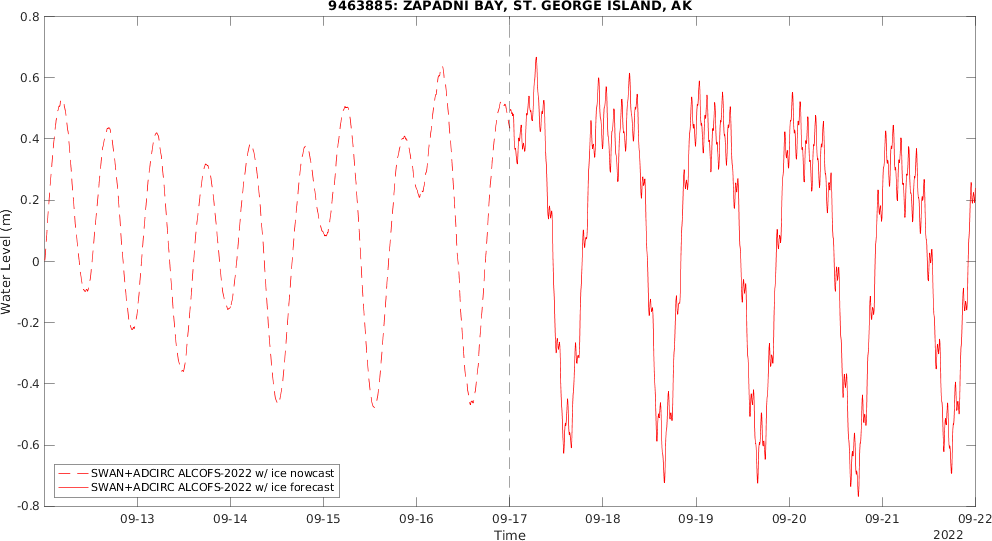 9463885: ZAPADNI BAY, ST. GEORGE ISLAND, AK
0.8
0.6
0.4
0.2
0
-0.2
-0.4
-0.6
-0.8
Water Level (m)
SWAN+ADCIRC ALCOFS-2022 w/ ice nowcast
SWAN+ADCIRC ALCOFS-2022 w/ ice forecast
09-13 09-14 09-15 09-16 09-17 09-18 09-19 09-20 09-21 09-22
Time
2022